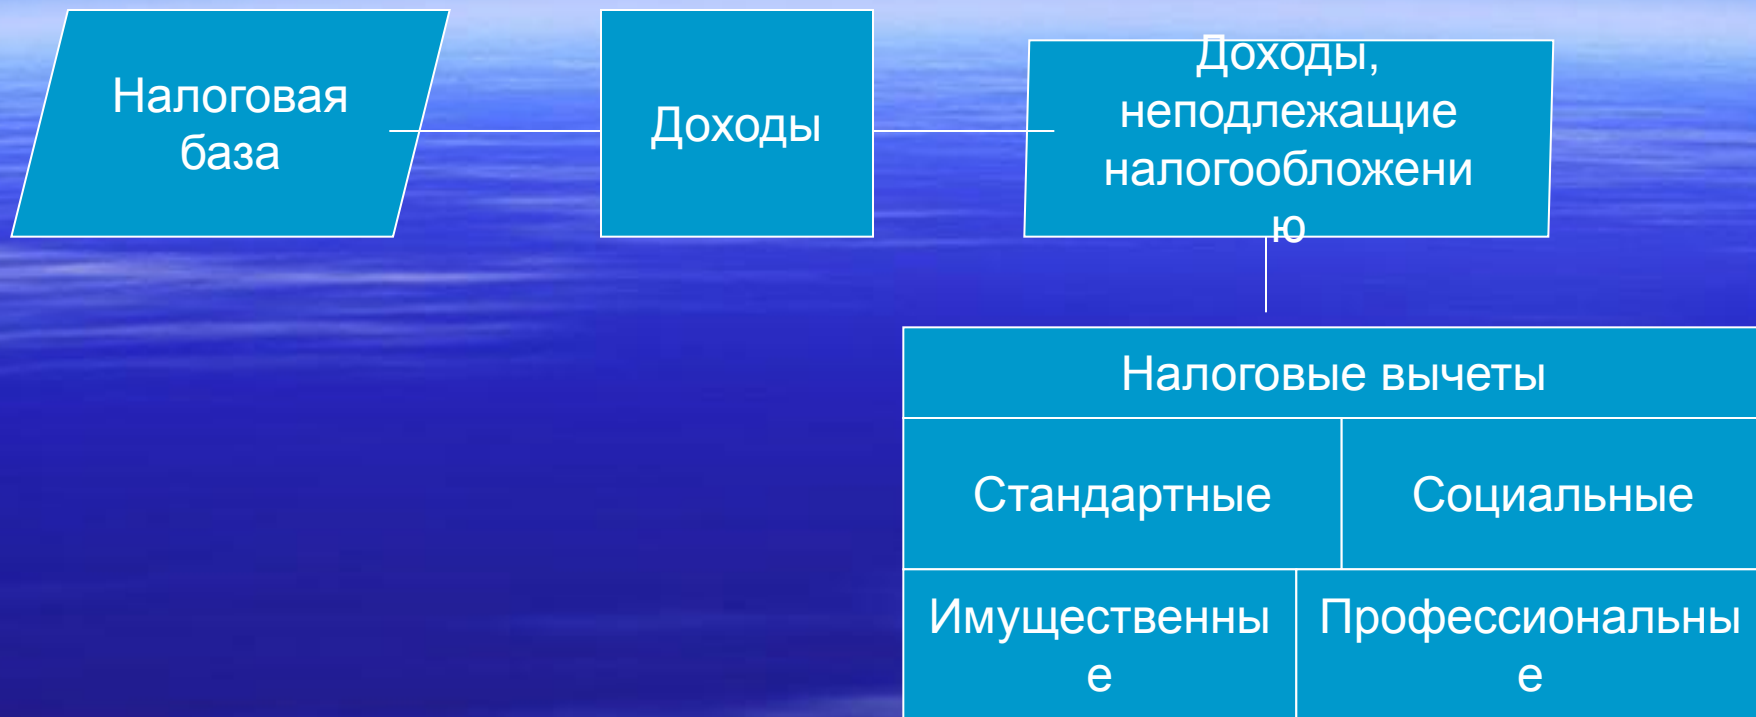 Налоговая
база
Доходы
Доходы,
неподлежащие
налогообложени
ю
Налоговые вычеты
Стандартные
Социальные
Имущественны
е
Профессиональны
е